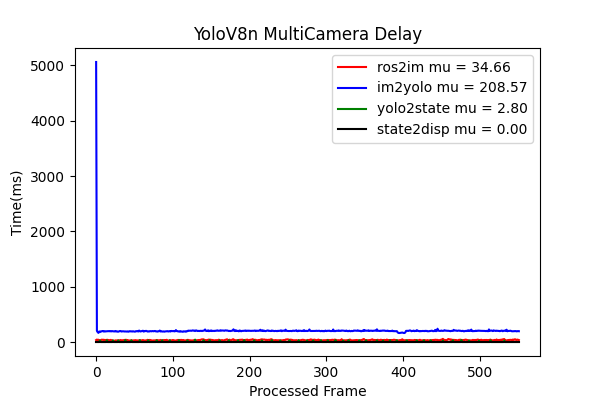 YoloV8n MultiCamera Delay
ros2im mu = 34.66
im2yolo mu = 208.57
yolo2state mu = 2.80
state2disp mu = 0.00
Time(ms)
5000
4000
3000
2000
1000
0
0 100 200 300 400 500
Processed Frame